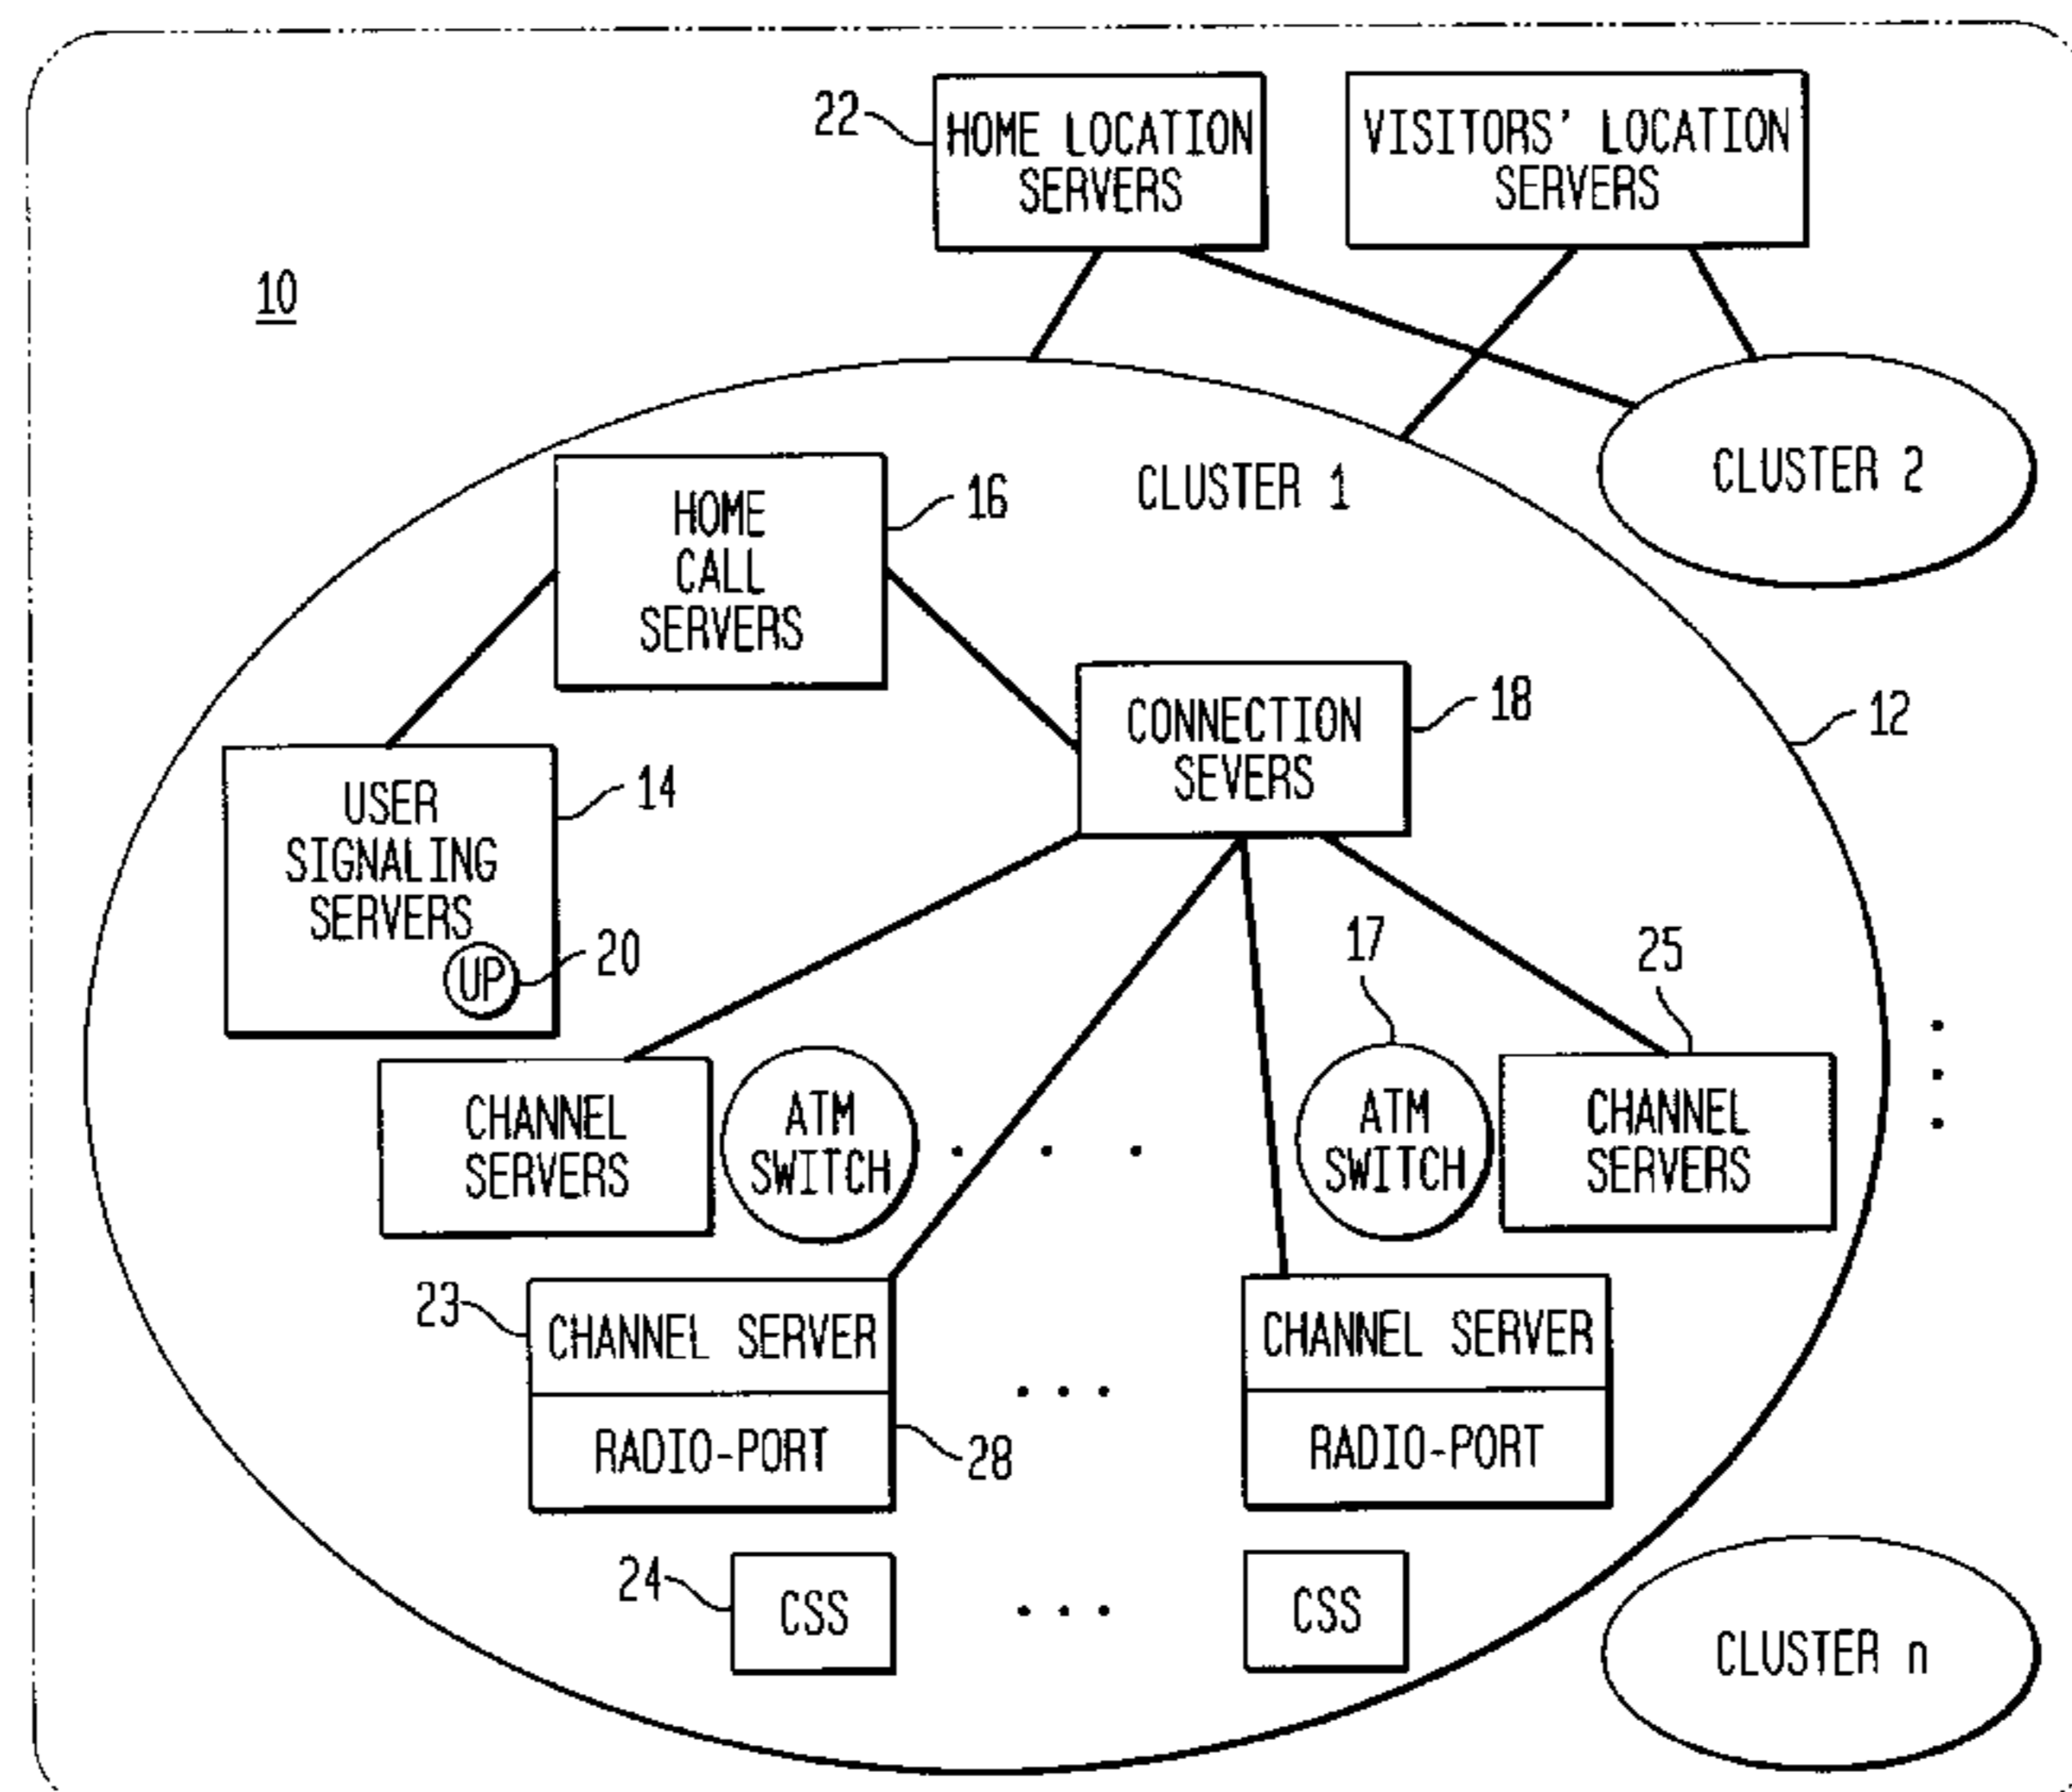 22
HOME LOCATION
SERVERS
VISITORS' LOCATION
SERVERS
10
CLUSTER 1
CLUSTER 2
HOME
CALL
SERVERS
16
CONNECTION
SEVERS
18
12
USER
SIGNALING
SERVERS
14
UP
20
17
25
CHANNEL
SERVERS
ATM
SWITCH
. . .
ATM
SWITCH
CHANNEL
SERVERS
23
CHANNEL SERVER
RADIO-PORT
28
. . .
CHANNEL SERVER
RADIO-PORT
24
CSS
. . .
CSS
CLUSTER n